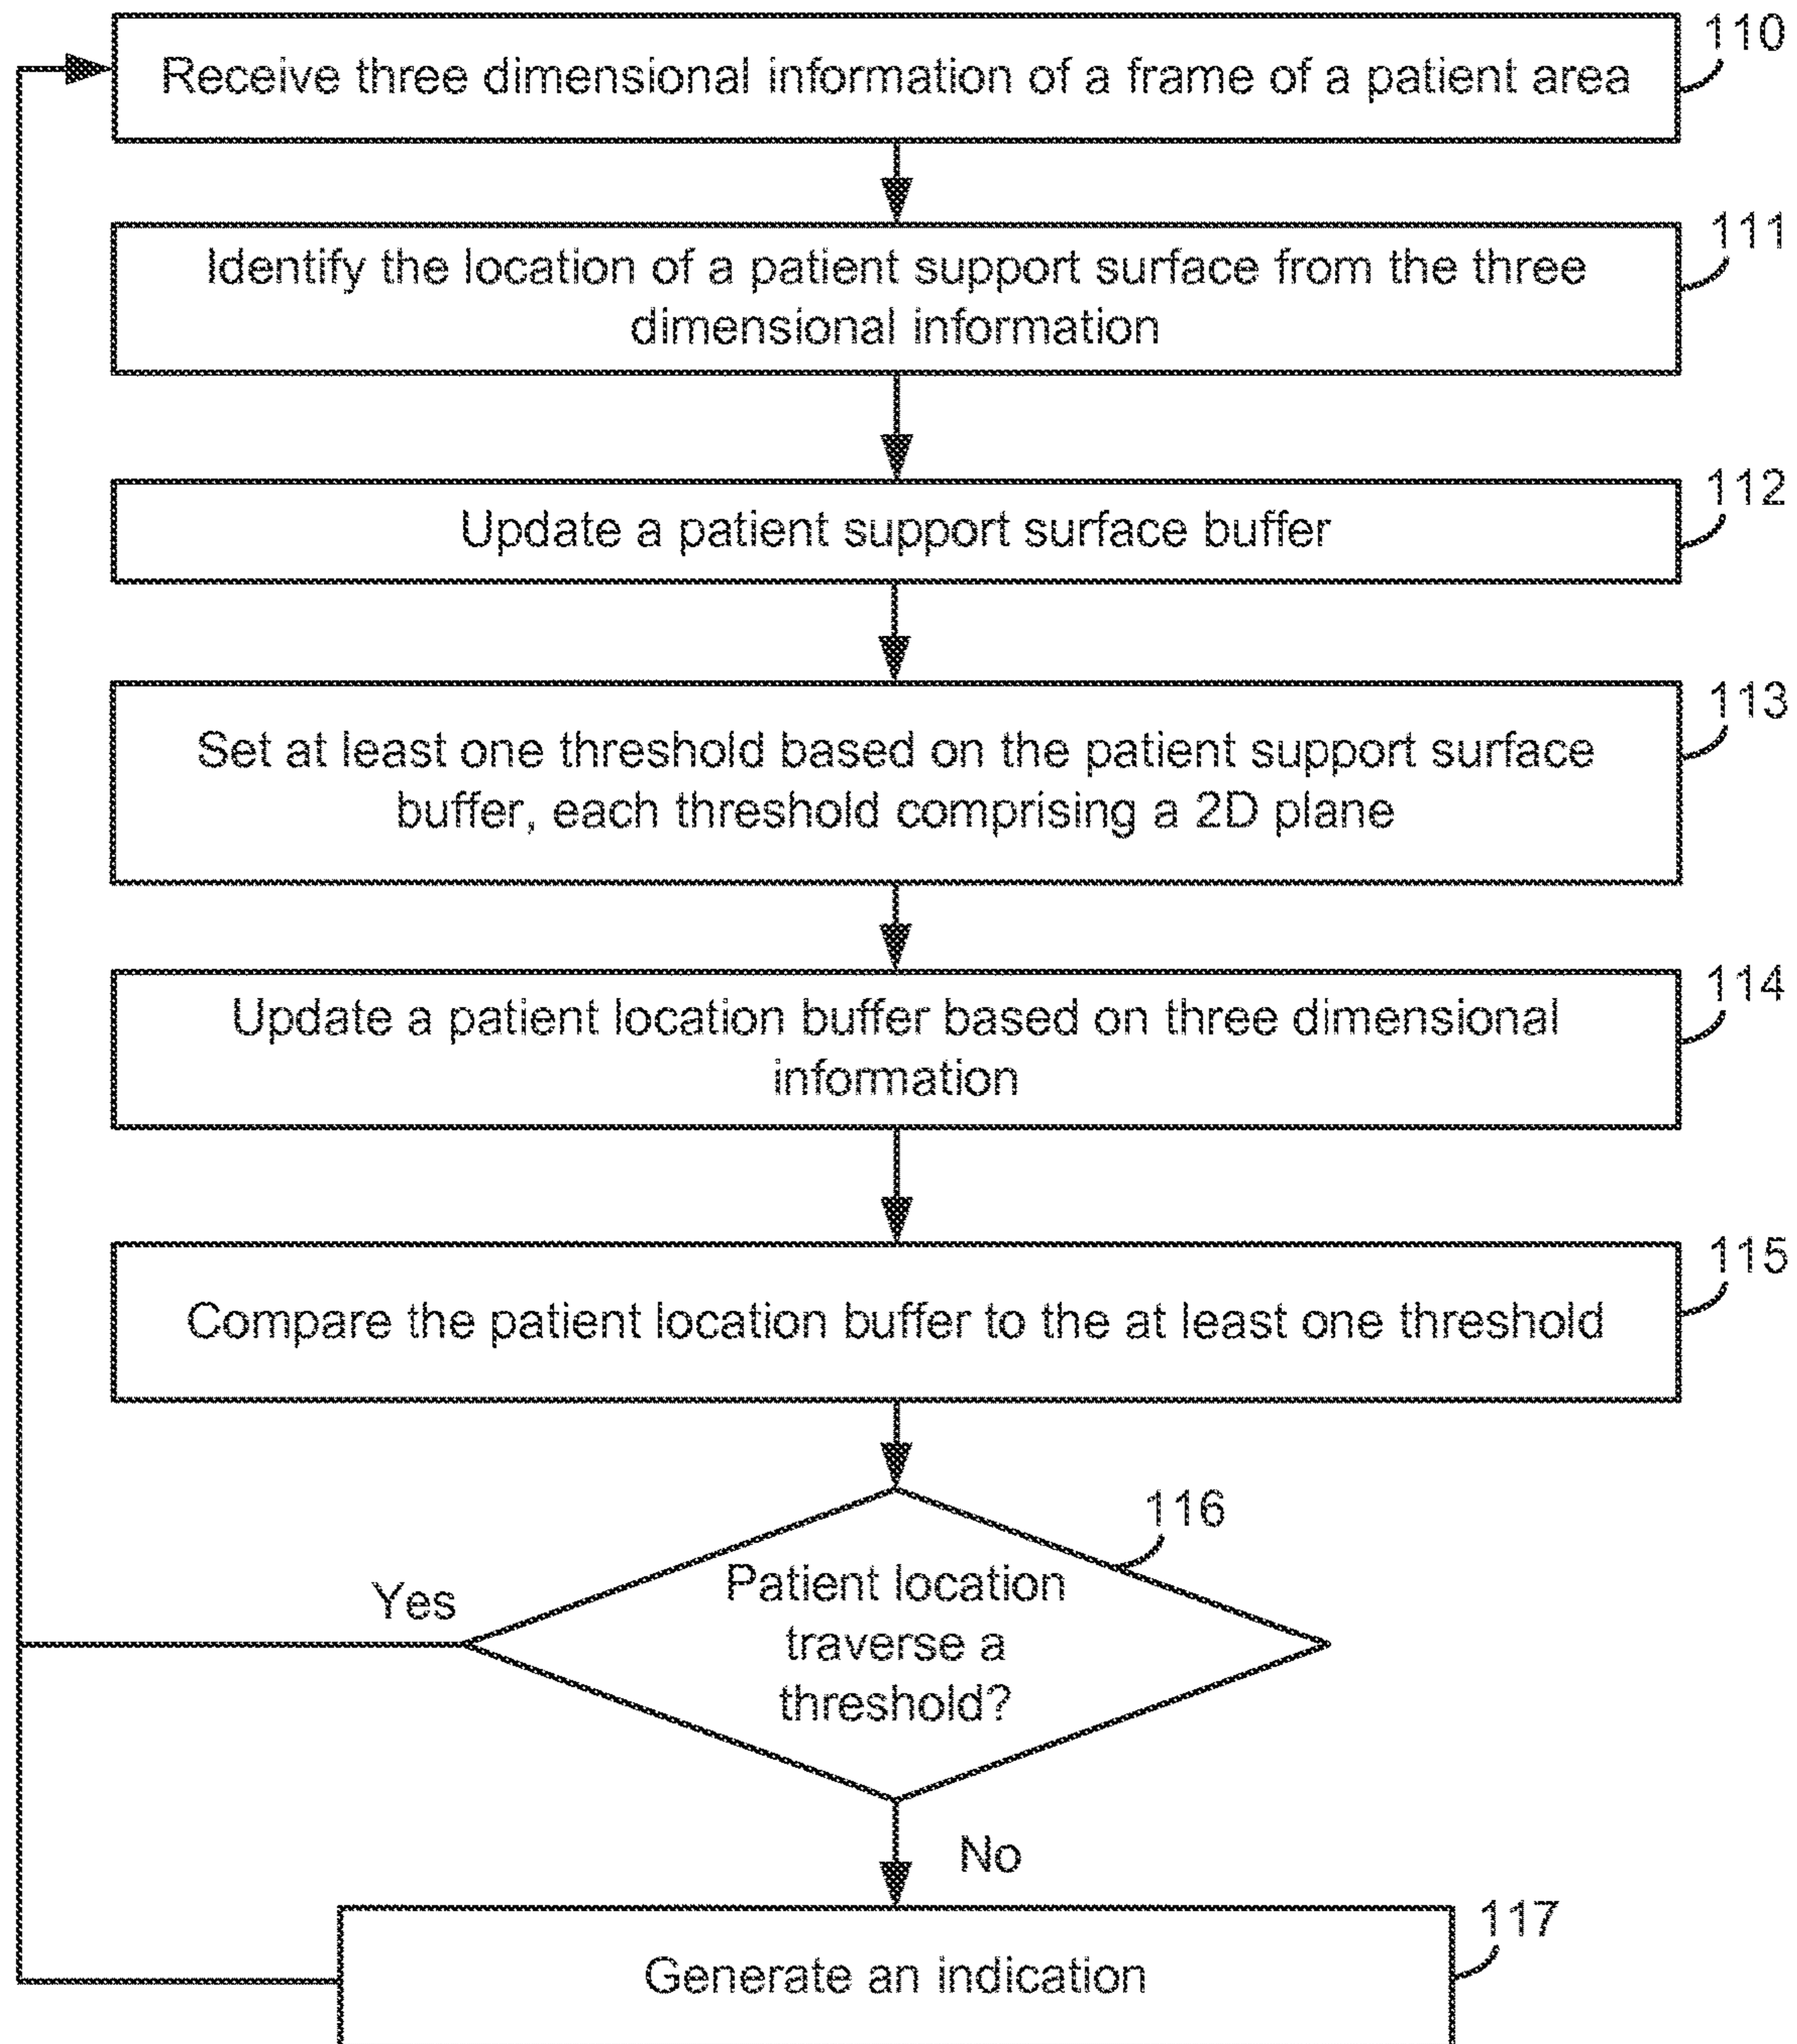 110
Receive three dimensional information of a frame of a patient area
111
Identify the location of a patient support surface from the three
dimensional information
112
Update a patient support surface buffer
113
Set at least one threshold based on the patient support surface
buffer, each threshold comprising a 2D plane
114
Update a patient location buffer based on three dimensional
information
115
Compare the patient location buffer to the at least one threshold
116
Patient location
traverse a
threshold?
Yes
No
117
Generate an indication